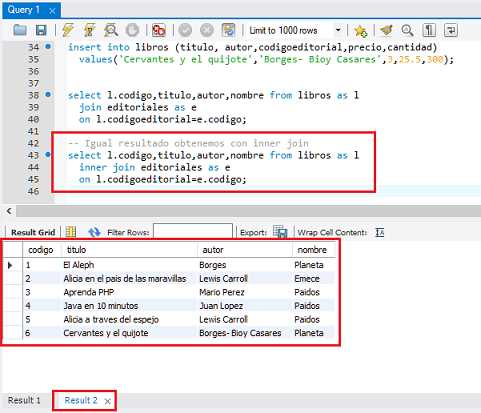 Query 1
Limit to 1000 rows
34 insert into libros (titulo, autor,codigoeditorial,precio,cantidad)
35 values('Cervantes y el quijote','Borges- Bioy Casares',3,25.5,300);
36
37
38 select l.codigo,titulo,autor,nombre from libros as l
39 join editoriales as e
40 on l.codigoeditorial=e.codigo;
41
42 -- Igual resultado obtenemos con inner join
43 select l.codigo,titulo,autor,nombre from libros as l
44 inner join editoriales as e
45 on l.codigoeditorial=e.codigo;
46
Result Grid Filter Rows: Export: Wrap Cell Content:
codigo titulo autor nombre
1 El Aleph Borges Planeta
2 Alicia en el pais de las maravillas Lewis Carroll Emece
3 Aprenda PHP Mario Perez Paidos
4 Java en 10 minutos Juan Lopez Paidos
5 Alicia a traves del espejo Lewis Carroll Paidos
6 Cervantes y el quijote Borges- Bioy Casares Planeta
Result 1 Result 2